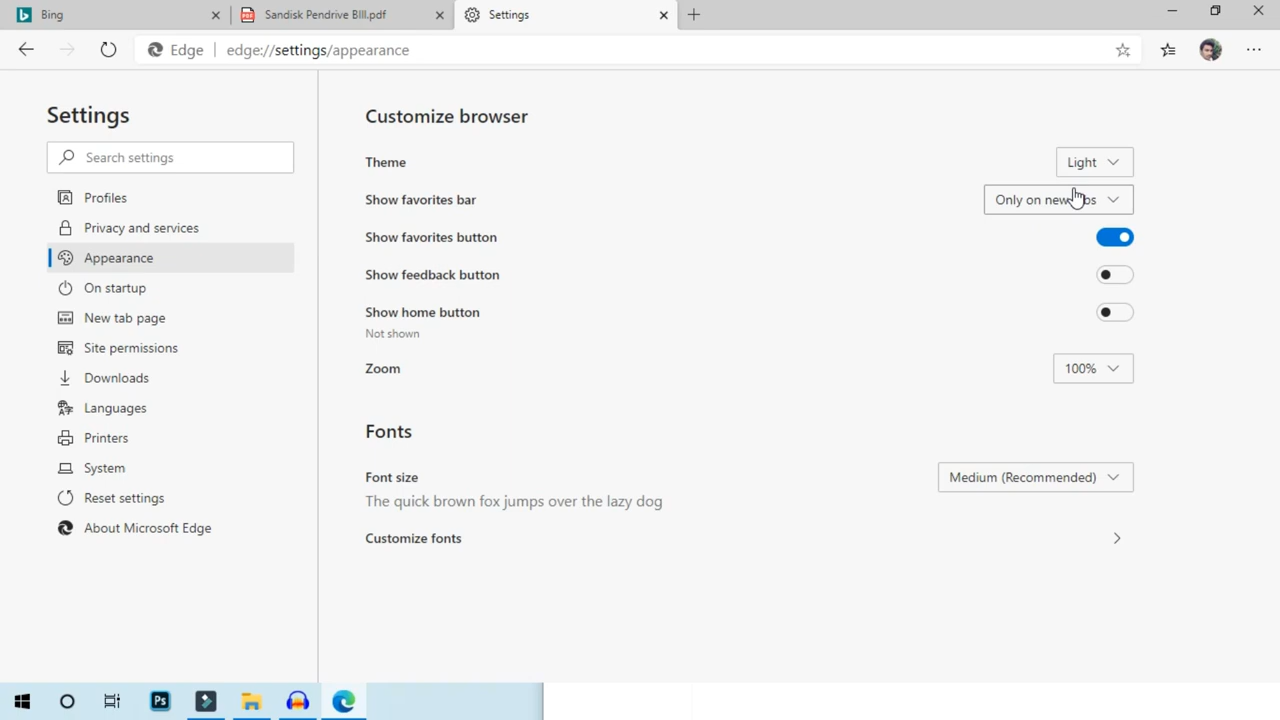 Bing
Sandisk Pendrive BIll.pdf
Settings
Edge
edge://settings/appearance
Settings
Search settings
Profiles
Privacy and services
Appearance
On startup
New tab page
Site permissions
Downloads
Languages
Printers
System
Reset settings
About Microsoft Edge
Customize browser
Theme
Light
Show favorites bar
Only on new tabs
Show favorites button
Show feedback button
Show home button
Not shown
Zoom
100%
Fonts
Font size
Medium (Recommended)
The quick brown fox jumps over the lazy dog
Customize fonts
Ps